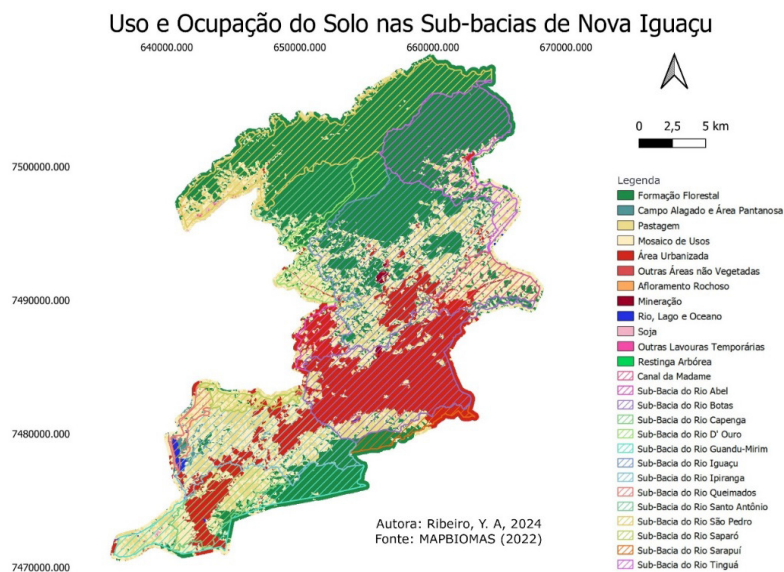 Uso e Ocupação do Solo nas Sub-bacias de Nova Iguaçu
640000.000 650000.000 660000.000 670000.000
0 2,5 5 km
7500000.000
7490000.000
7480000.000
7470000.000
Legenda
Formação Florestal
Campo Alagado e Área Pantanosa
Pastagem
Mosaico de Usos
Área Urbanizada
Outras Áreas não Vegetadas
Afloramento Rochoso
Mineração
Rio, Lago e Oceano
Soja
Outras Lavouras Temporárias
Restinga Arbórea
Canal da Madame
Sub-Bacia do Rio Abel
Sub-Bacia do Rio Botas
Sub-Bacia do Rio Capenga
Sub-Bacia do Rio D' Ouro
Sub-Bacia do Rio Guandu-Mirim
Sub-Bacia do Rio Iguaçu
Sub-Bacia do Rio Ipiranga
Sub-Bacia do Rio Queimados
Sub-Bacia do Rio Santo Antônio
Sub-Bacia do Rio São Pedro
Sub-Bacia do Rio Saparó
Sub-Bacia do Rio Sarapuí
Sub-Bacia do Rio Tinguá
Autora: Ribeiro, Y. A, 2024
Fonte: MAPBIOMAS (2022)